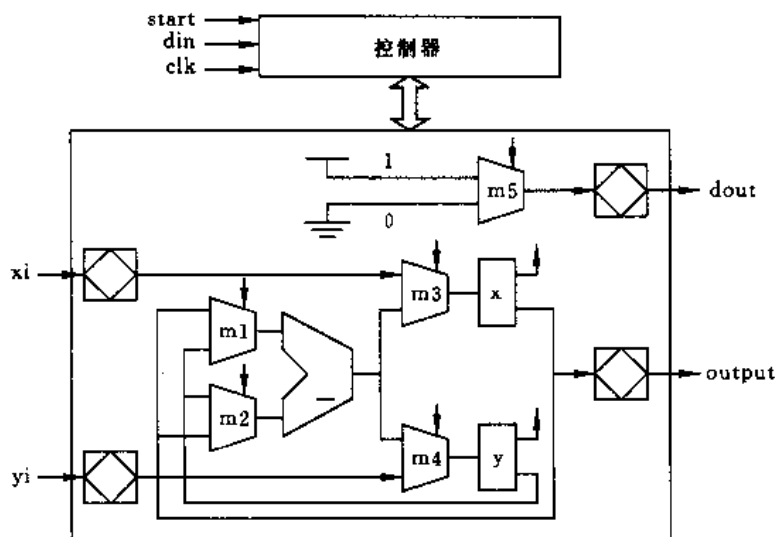 start
din
clk
控制器
1
m5
dout
0
xi
m3
x
m1
output
m2
m4
y
yi